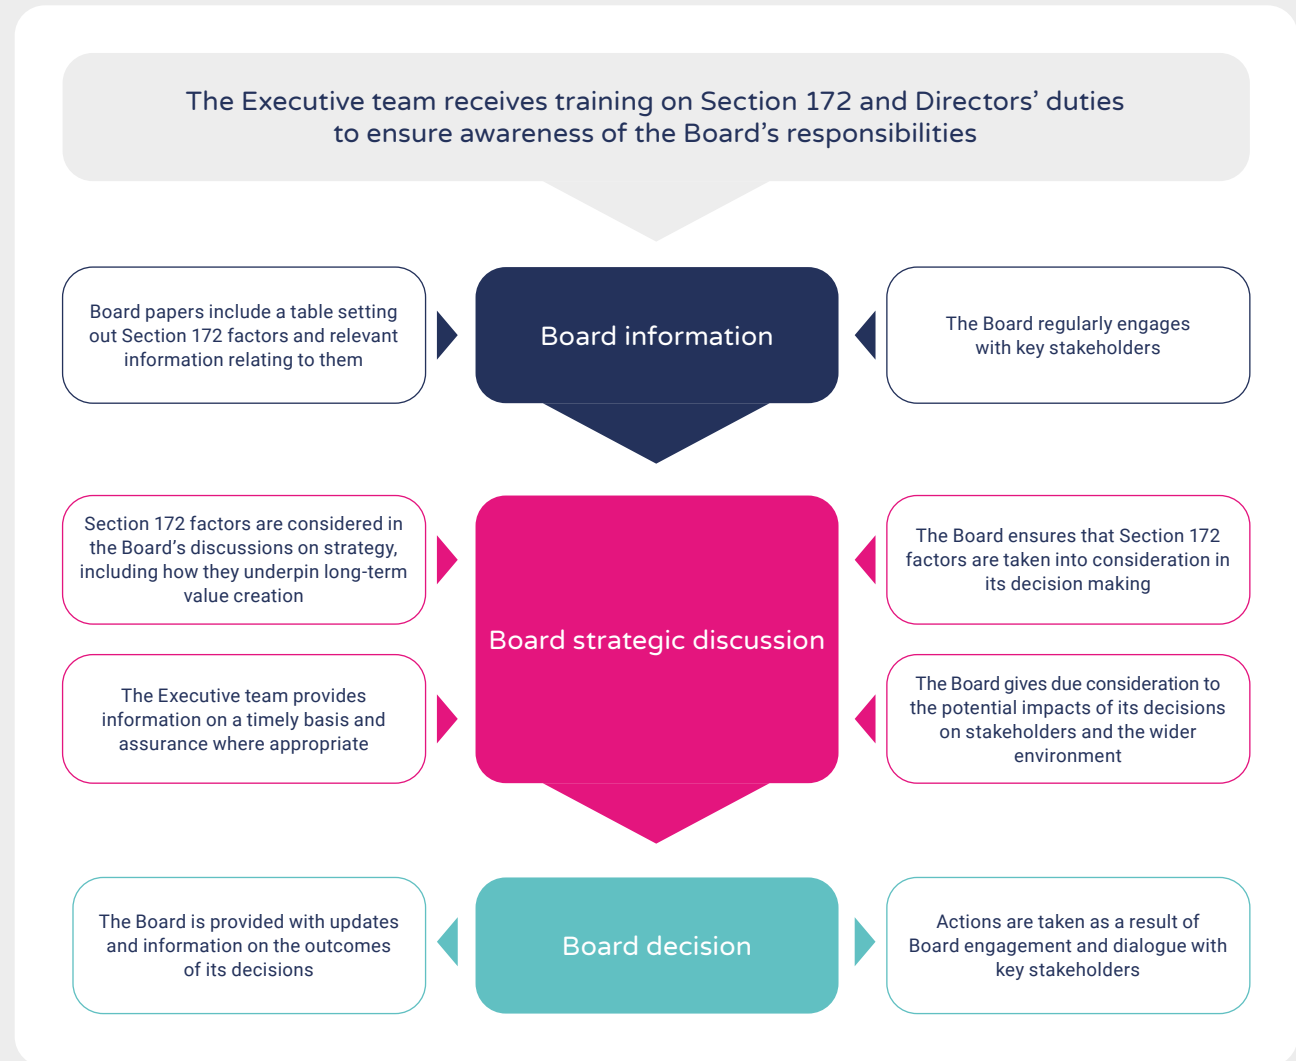 The Executive team receives training on Section 172 and Directors’ duties
to ensure awareness of the Board’s responsibilities
Board papers include a table setting
out Section 172 factors and relevant
information relating to them
Board information
The Board regularly engages
with key stakeholders
Section 172 factors are considered in
the Board’s discussions on strategy,
including how they underpin long-term
value creation
The Executive team provides
information on a timely basis and
assurance where appropriate
Board strategic discussion
The Board ensures that Section 172
factors are taken into consideration in
its decision making
The Board gives due consideration to
the potential impacts of its decisions
on stakeholders and the wider
environment
The Board is provided with updates
and information on the outcomes
of its decisions
Board decision
Actions are taken as a result of
Board engagement and dialogue with
key stakeholders